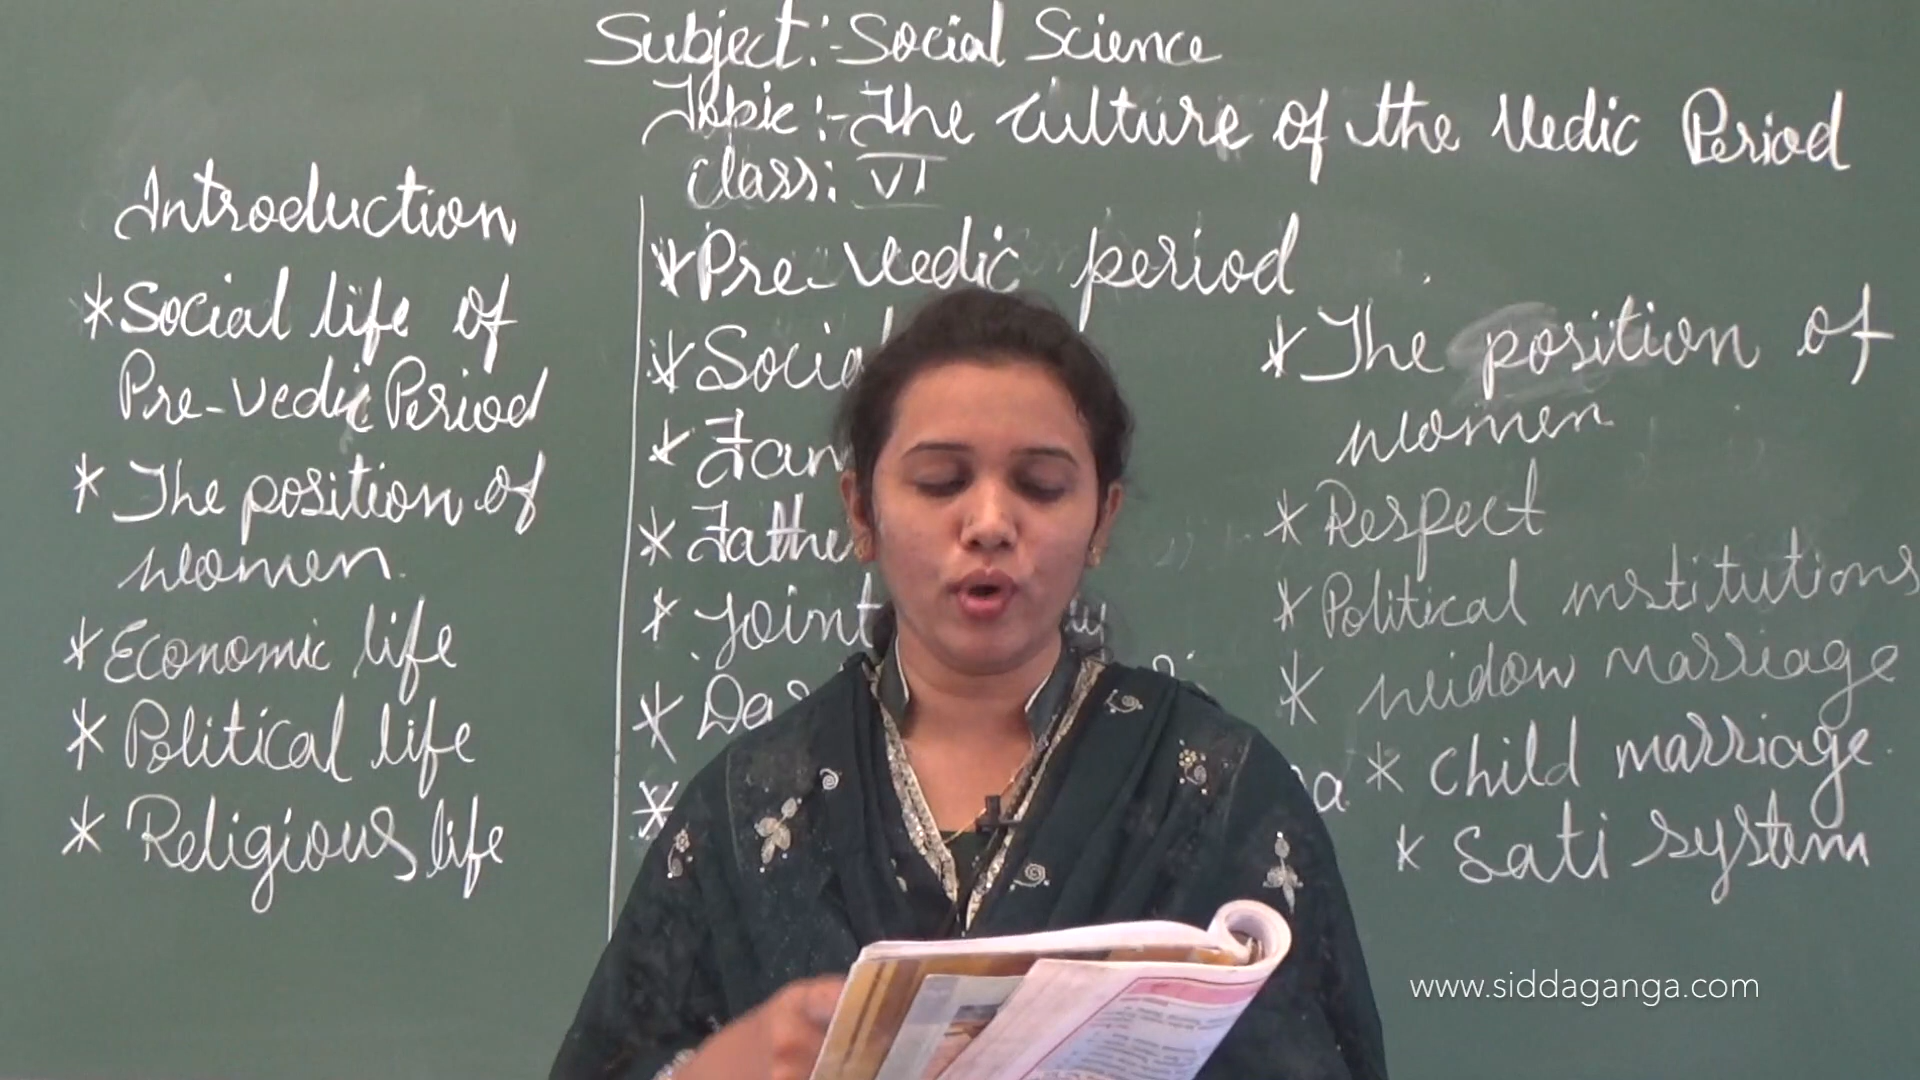 Subject:-Social Science
Topic:-The culture of the Vedic Period
Class: VI
Introduction
*Social life of
Pre-vedic Period
*The position of
women.
*Economic life
*Political life
*Religious life
*Pre-Vedic period
*
*
*
*Joint
*
*
*The position of
women.
*Respect
*Political institutions
*widow marriage
*Child marriage.
*Sati system
www.siddaganga.com